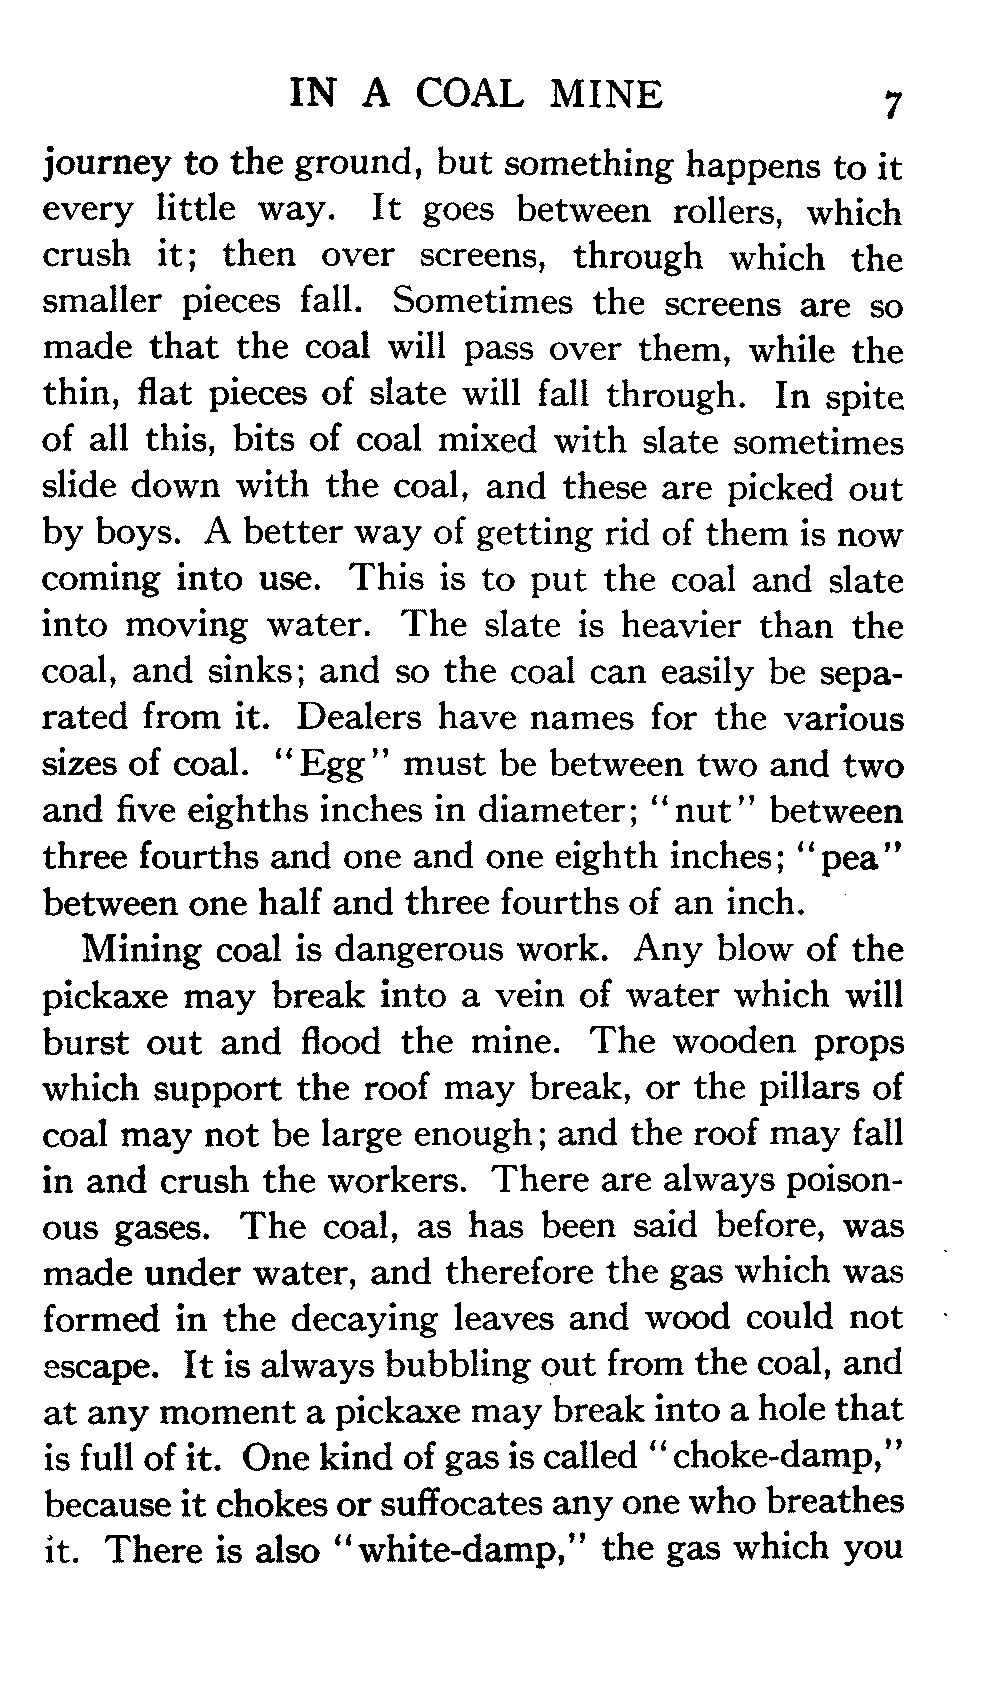 IN A COAL MINE 7
journey to the ground, but something happens to it
every little way. It goes between rollers, which
crush it; then over screens, through which the
smaller pieces fall. Sometimes the screens are so
made that the coal will pass over them, while the
thin, flat pieces of slate will fall through. In spite
of all this, bits of coal mixed with slate sometimes
slide down with the coal, and these are picked out
by boys. A better way of getting rid of them is now
coming into use. This is to put the coal and slate
into moving water. The slate is heavier than the
coal, and sinks; and so the coal can easily be sepa-
rated from it. Dealers have names for the various
sizes of coal. “Egg” must be between two and two
and five eighths inches in diameter; “nut” between
three fourths and one and one eighth inches; “pea”
between one half and three fourths of an inch.
Mining coal is dangerous work. Any blow of the
pickaxe may break into a vein of water which will
burst out and flood the mine. The wooden props
which support the roof may break, or the pillars of
coal may not be large enough; and the roof may fall
in and crush the workers. There are always poison-
ous gases. The coal, as has been said before, was
made under water, and therefore the gas which was
formed in the decaying leaves and wood could not
escape. It is always bubbling out from the coal, and
at any moment a pickaxe may break into a hole that
is full of it. One kind of gas is called “choke-damp,”
because it chokes or suffocates any one who breathes
it. There is also “white-damp,” the gas which you